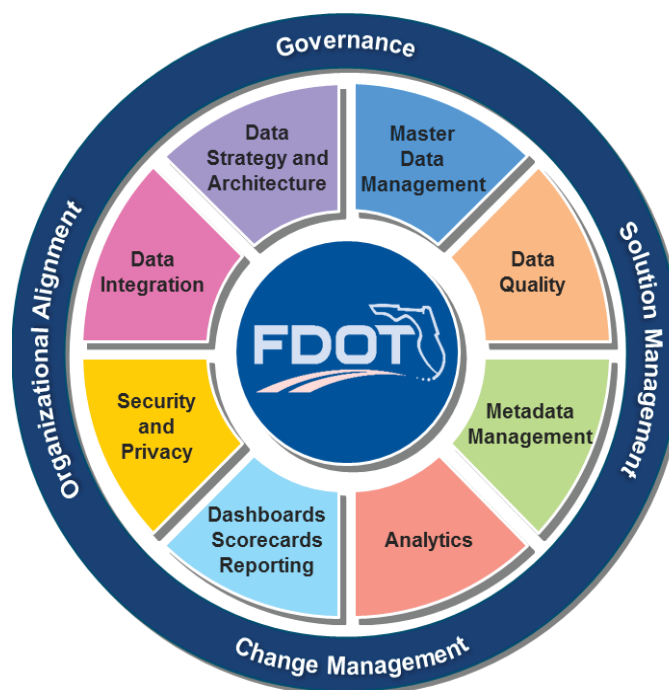 Governance
Data
Strategy and
Architecture
Master
Data
Management
Data
Integration
Data
Quality
Organizational Alignment
FDOT
Solution Management
Security
and
Privacy
Metadata
Management
Dashboards
Scorecards
Reporting
Analytics
Change Management